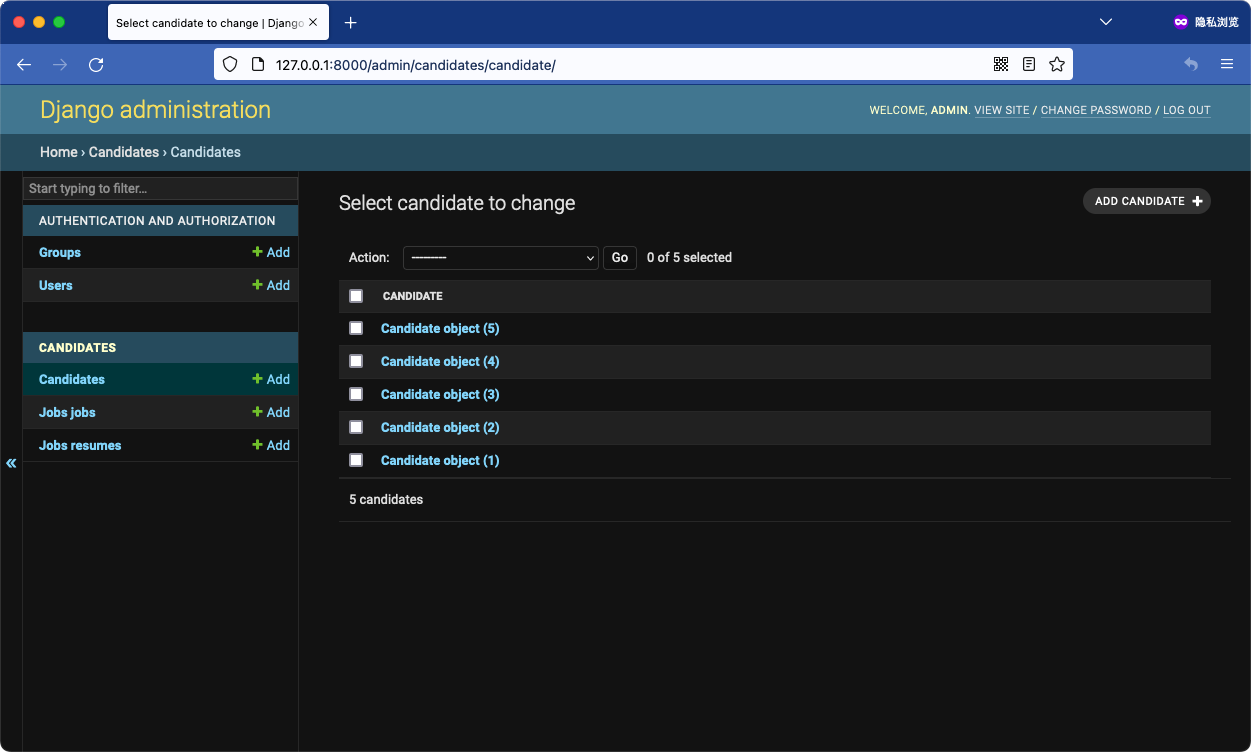 Select candidate to change | Django
隐私浏览
127.0.0.1:8000/admin/candidates/candidate/
Django administration
WELCOME, ADMIN. VIEW SITE / CHANGE PASSWORD / LOG OUT
Home › Candidates › Candidates
Start typing to filter...
AUTHENTICATION AND AUTHORIZATION
Groups + Add
Users + Add
CANDIDATES
Candidates + Add
Jobs jobs + Add
Jobs resumes + Add
«
Select candidate to change
ADD CANDIDATE +
Action: --------- Go 0 of 5 selected
CANDIDATE
Candidate object (5)
Candidate object (4)
Candidate object (3)
Candidate object (2)
Candidate object (1)
5 candidates